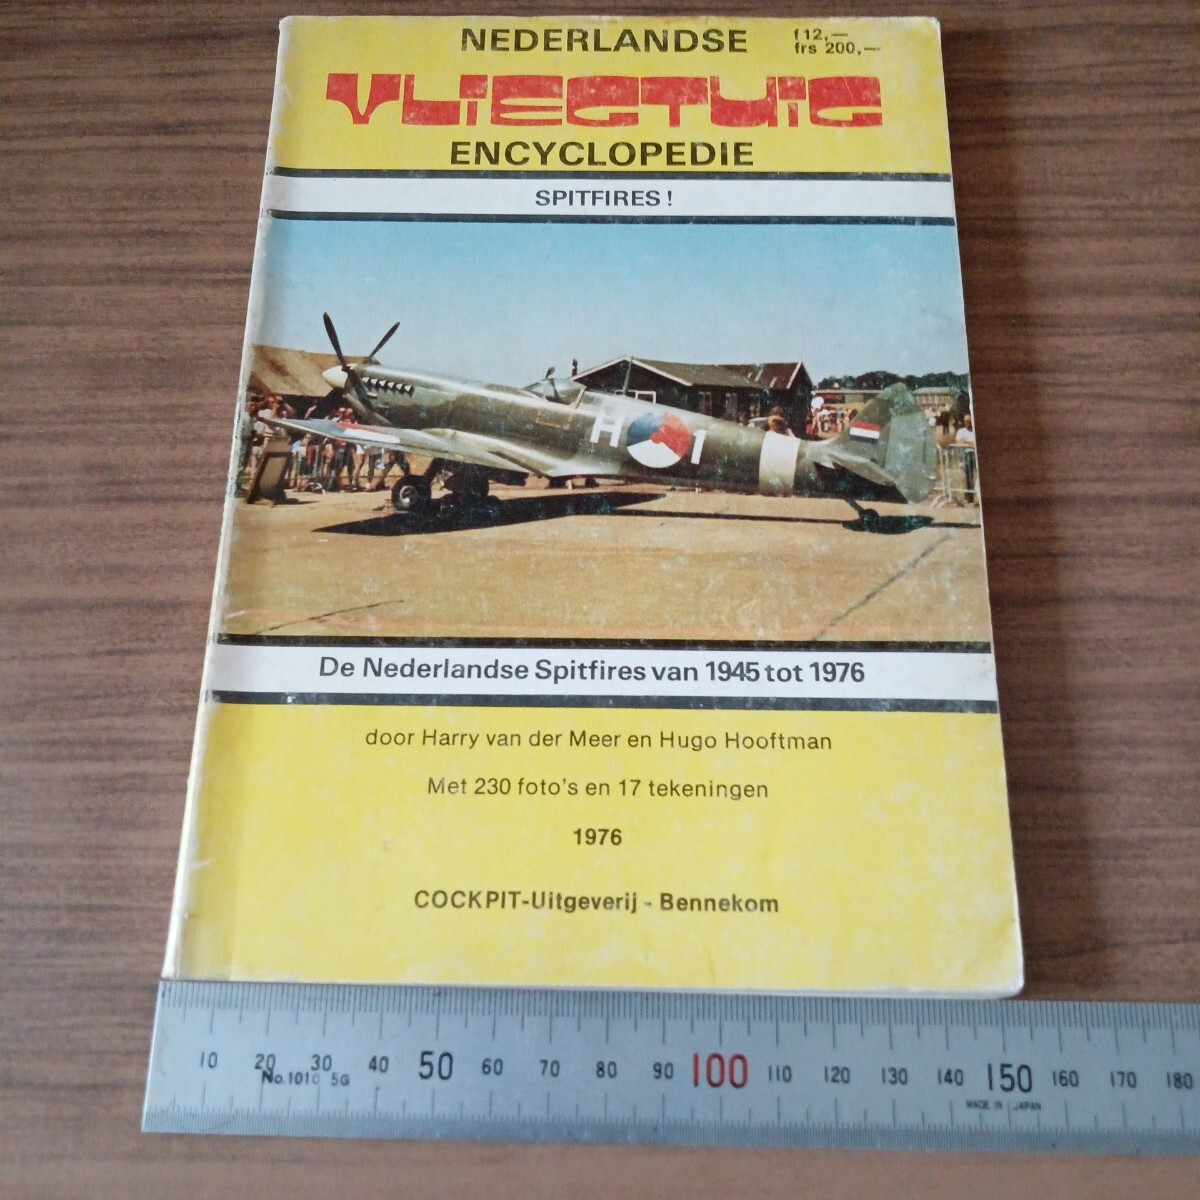 NEDERLANDSE
f 12,—
frs 200,—
VLIEGTUIG
ENCYCLOPEDIE
SPITFIRES !
H 1
De Nederlandse Spitfires van 1945 tot 1976
door Harry van der Meer en Hugo Hooftman
Met 230 foto's en 17 tekeningen
1976
COCKPIT-Uitgeverij - Bennekom
10 20 30 40 50 60 70 80 90 100 110 120 130 140 150 160 170 180
No.1010 5G
MADE IN JAPAN